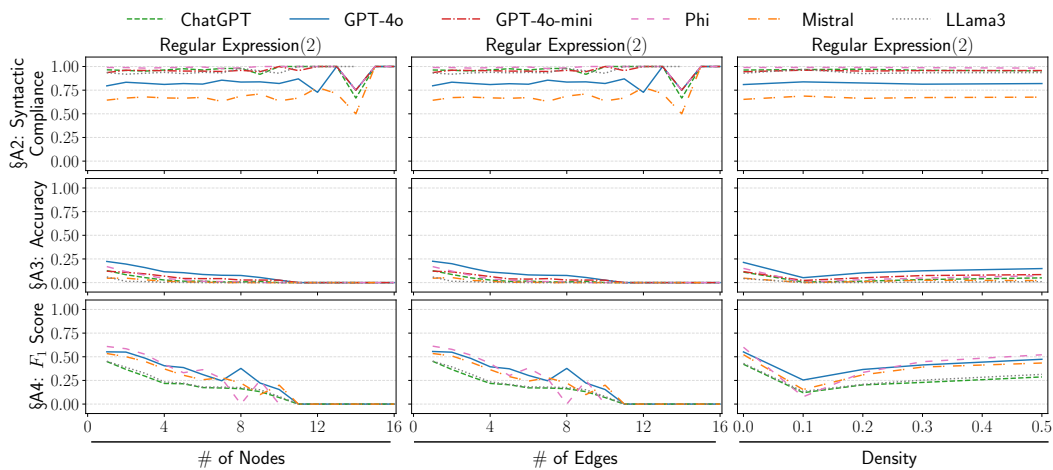 ChatGPT GPT-4o GPT-4o-mini Phi Mistral LLama3
Regular Expression(2) Regular Expression(2) Regular Expression(2)
§A2: Syntactic Compliance
1.00
0.75
0.50
0.25
0.00
§A3: Accuracy
1.00
0.75
0.50
0.25
0.00
§A4: F₁ Score
1.00
0.75
0.50
0.25
0.00
0 4 8 12 16 0 4 8 12 16 0.0 0.1 0.2 0.3 0.4 0.5
# of Nodes # of Edges Density